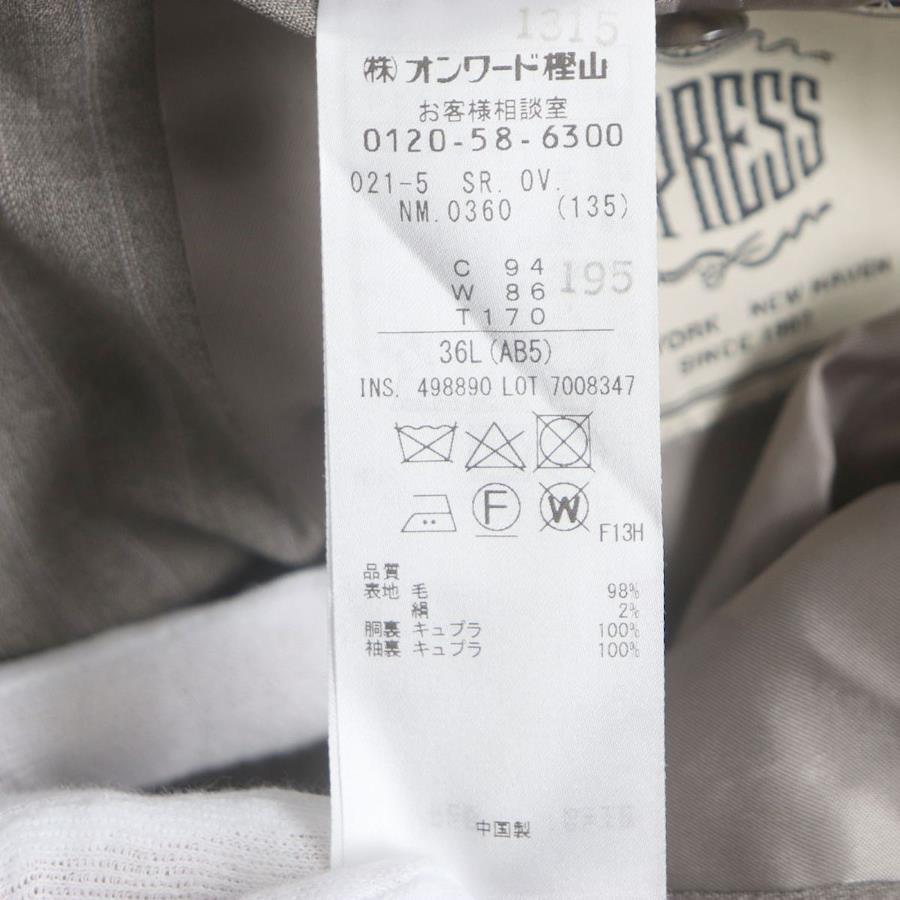 1315
(株)オンワード樫山
お客様相談室
0120-58-6300
021-5 SR. OV.
NM.0360 (135)
C 94
W 86
T170
195
36L(AB5)
INS. 498890 LOT 7008347
F
W
F13H
品質
表地 毛 98%
絹 2%
胴裏 キュプラ 100%
袖裏 キュプラ 100%
中国製
PRESS
YORK NEW HAVEN
SINCE 1902